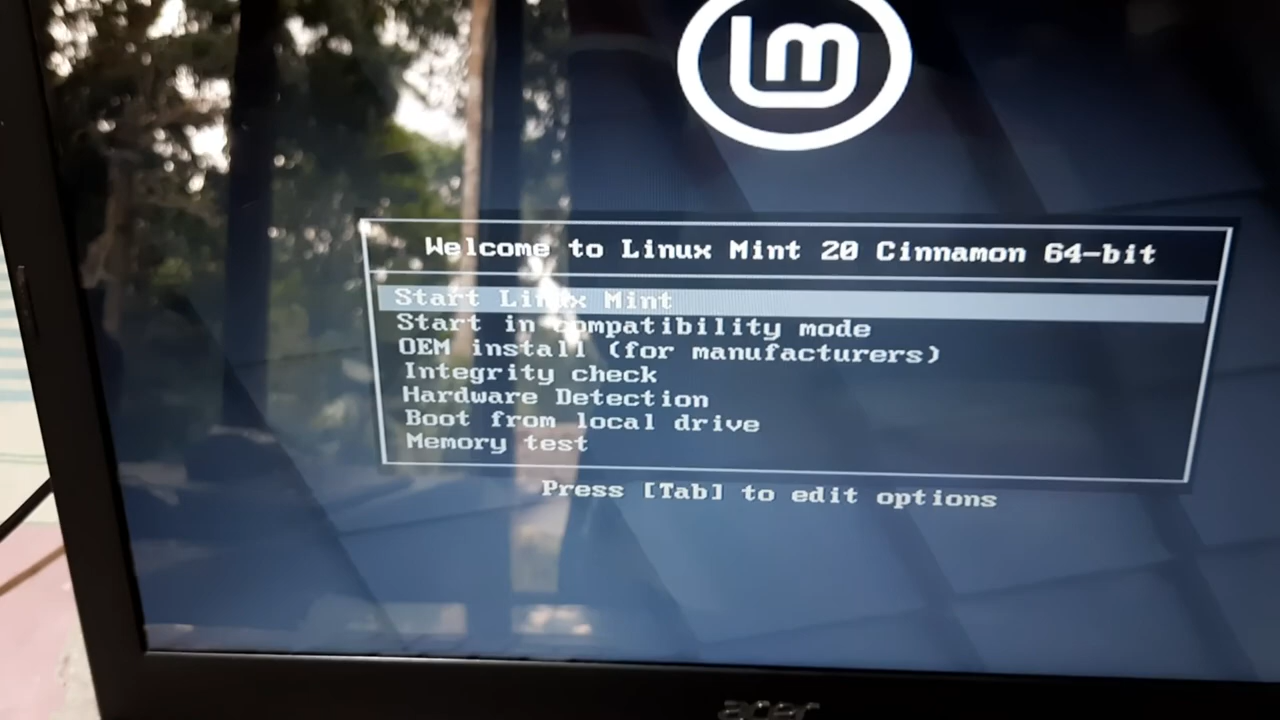 lm
Welcome to Linux Mint 20 Cinnamon 64-bit
Start Linux Mint
Start in compatibility mode
OEM install (for manufacturers)
Integrity check
Hardware Detection
Boot from local drive
Memory test
Press [Tab] to edit options
acer